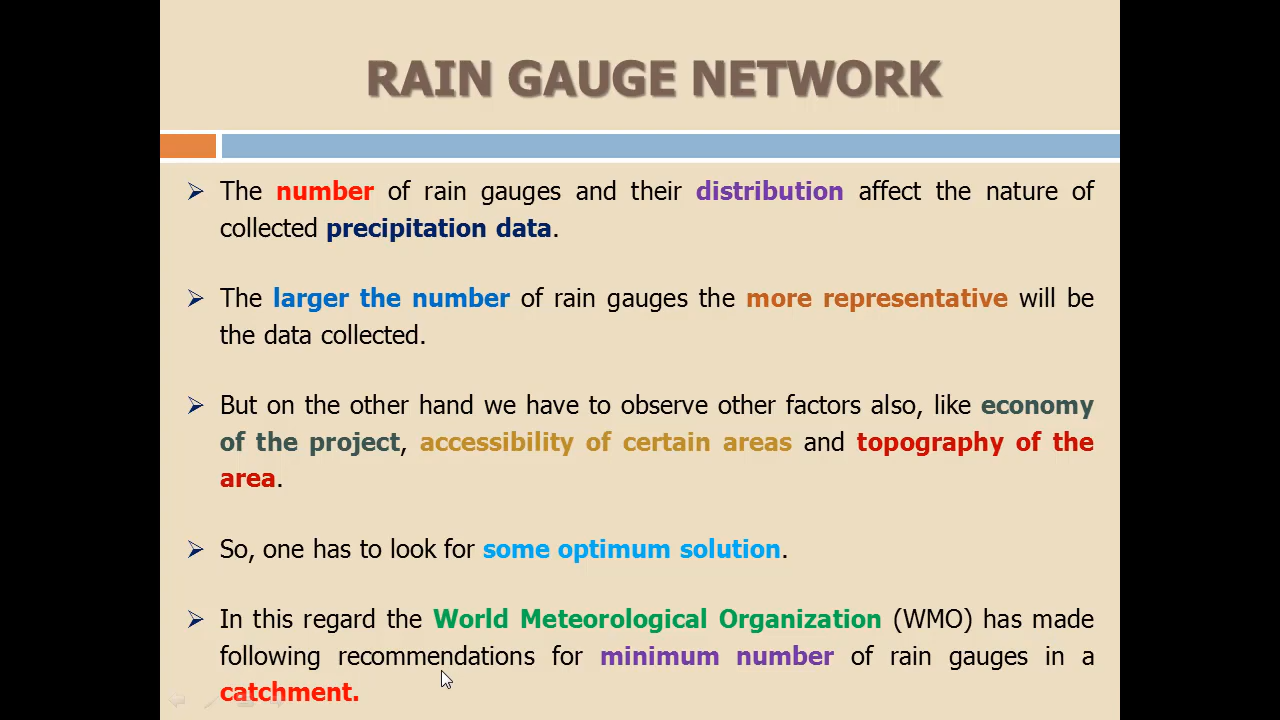 RAIN GAUGE NETWORK
The number of rain gauges and their distribution affect the nature of
collected precipitation data.
The larger the number of rain gauges the more representative will be
the data collected.
But on the other hand we have to observe other factors also, like economy
of the project, accessibility of certain areas and topography of the
area.
So, one has to look for some optimum solution.
In this regard the World Meteorological Organization (WMO) has made
following recommendations for minimum number of rain gauges in a
catchment.